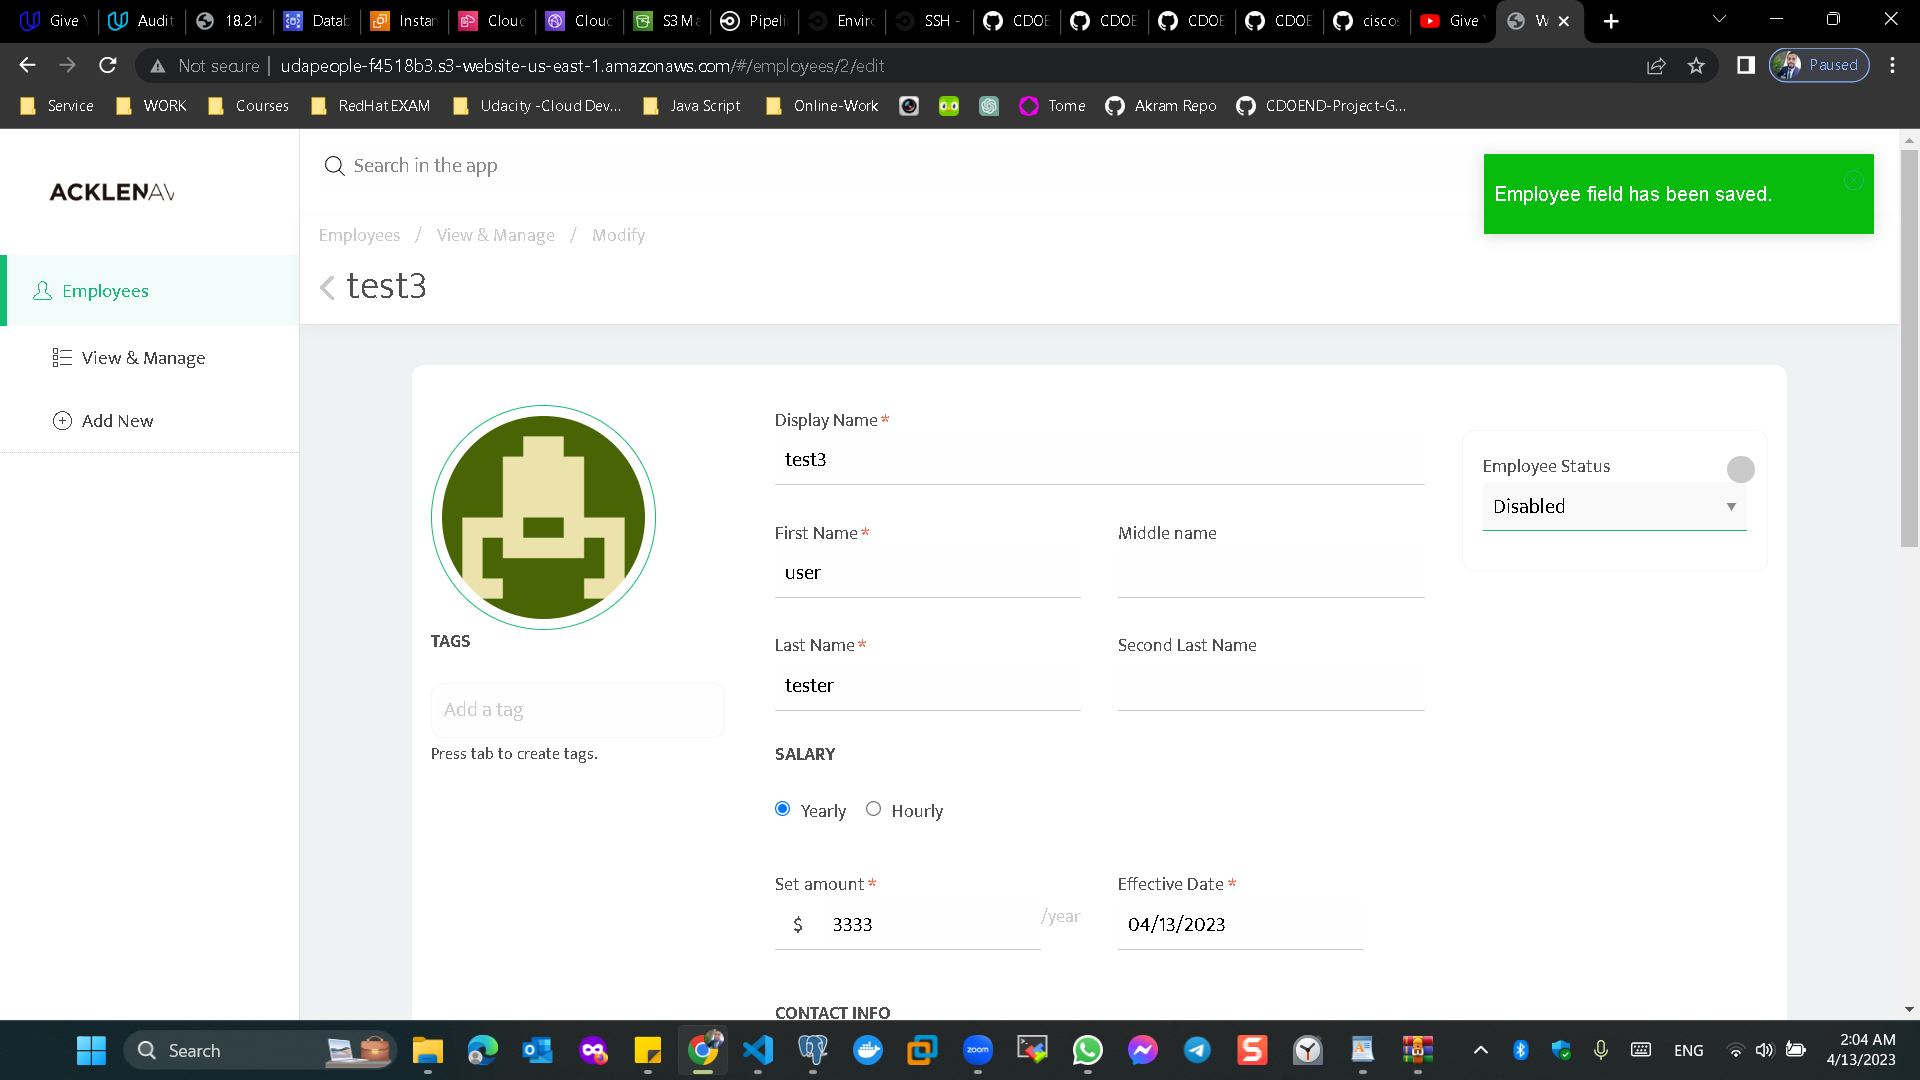 Give
Audit
18.214
Datab
Instan
Cloud
Cloud
S3 Ma
Pipeli
Enviro
SSH -
CDOE
CDOE
CDOE
CDOE
cisco
Give
W
Not secure
udapeople-f4518b3.s3-website-us-east-1.amazonaws.com/#/employees/2/edit
Paused
Service
WORK
Courses
RedHat EXAM
Udacity -Cloud Dev...
Java Script
Online-Work
Tome
Akram Repo
CDOEND-Project-G...
ACKLENAV
Search in the app
Employee field has been saved.
Employees / View & Manage / Modify
test3
Employees
View & Manage
Add New
TAGS
Add a tag
Press tab to create tags.
Display Name *
test3
First Name *
user
Middle name
Last Name *
tester
Second Last Name
SALARY
Yearly
Hourly
Set amount *
$ 3333 /year
Effective Date *
04/13/2023
CONTACT INFO
Employee Status
Disabled
Search
zoom
ENG
2:04 AM
4/13/2023